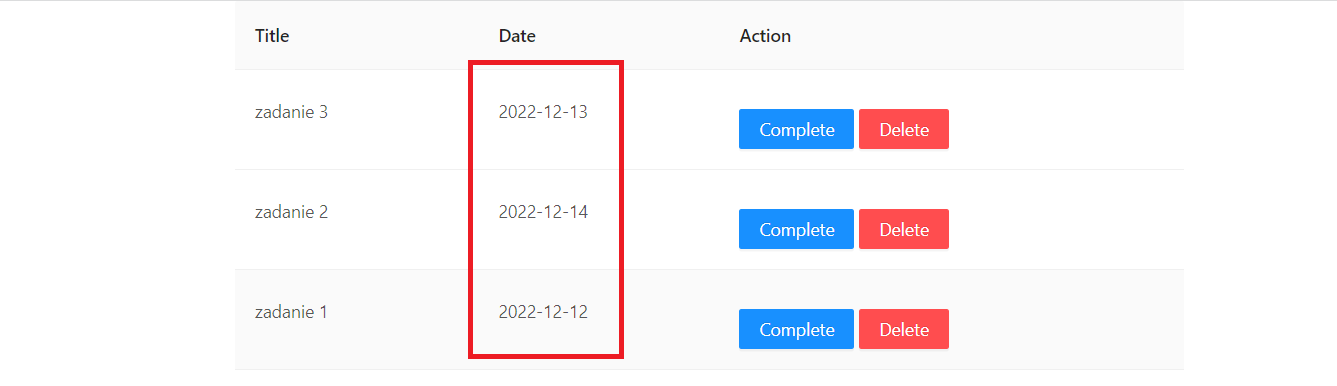 Title Date Action
zadanie 3 2022-12-13 Complete Delete
zadanie 2 2022-12-14 Complete Delete
zadanie 1 2022-12-12 Complete Delete